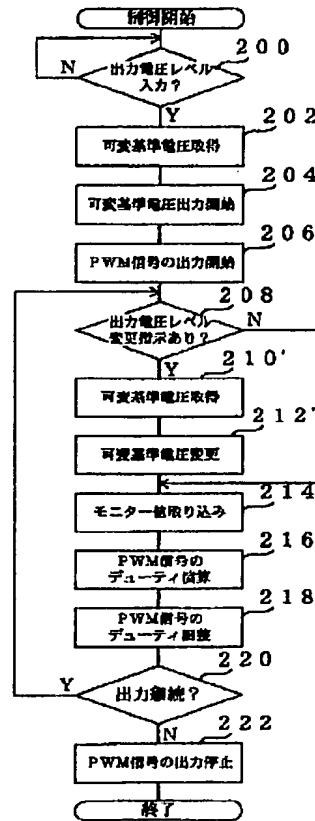 制御開始
200
出力電圧レベル
入力?
N
Y
202
可変基準電圧取得
204
可変基準電圧出力開始
206
PWM信号の出力開始
208
出力電圧レベル
変更指示あり?
N
Y
210'
可変基準電圧取得
212'
可変基準電圧変更
214
モニター値取り込み
216
PWM信号の
デューティ演算
218
PWM信号の
デューティ調整
220
出力継続?
Y
N
222
PWM信号の出力停止
終了